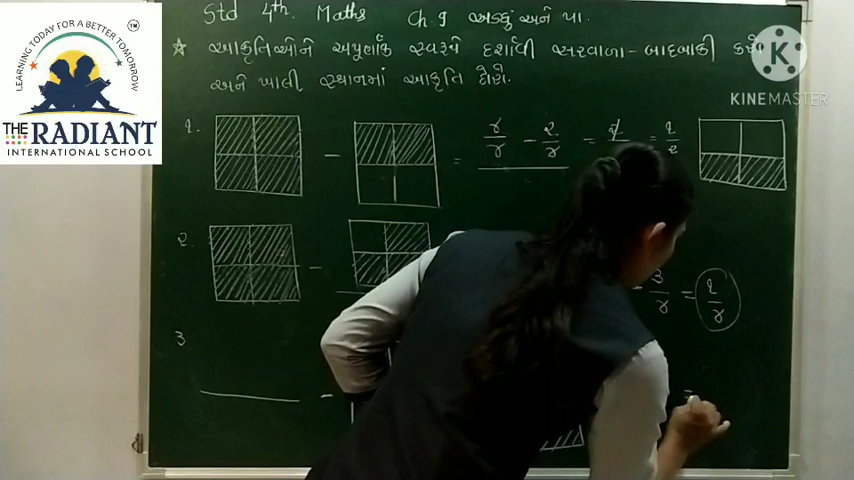 LEARNING TODAY FOR A BETTER TOMORROW
TM
THE RADIANT
INTERNATIONAL SCHOOL
K
KINEMASTER
Std 4th. Maths Ch. 9 અડધું અને પા.
☆ આકૃતિઓને અપૂર્ણાંક સ્વરૂપે દર્શાવી સરવાળા - બાદબાકી કરો
અને ખાલી સ્થાનમાં આકૃતિ દોરો.
૧. - = ૪/૪ - ૨/૪ = ૨/ = ૧/૨
૨. - ૩/૪ = ૧/૪
૩ - =